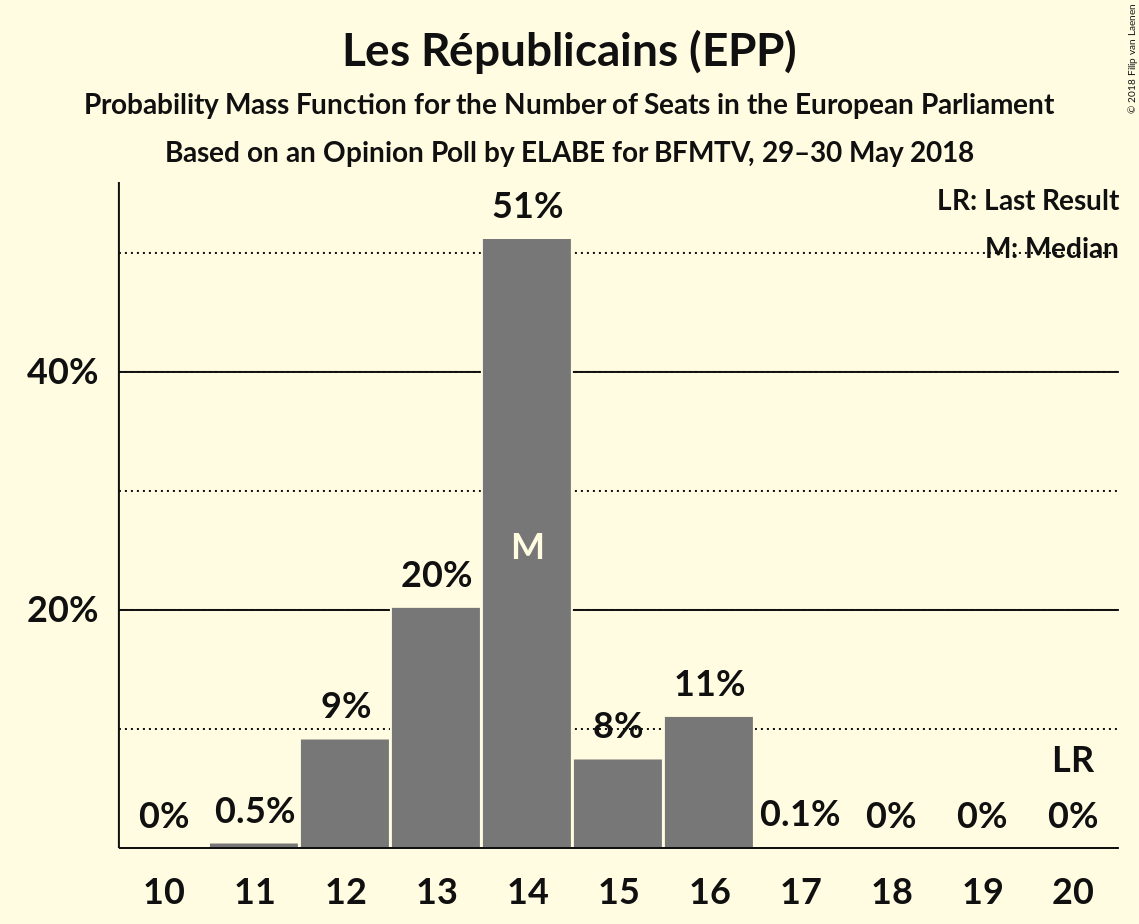 Les Républicains (EPP)
Probability Mass Function for the Number of Seats in the European Parliament
Based on an Opinion Poll by ELABE for BFMTV, 29–30 May 2018
© 2018 Filip van Laenen
LR: Last Result
M: Median
51%
40%
M
20%
20%
11%
9%
8%
LR
0% 0.5% 0.1% 0% 0% 0%
10 11 12 13 14 15 16 17 18 19 20